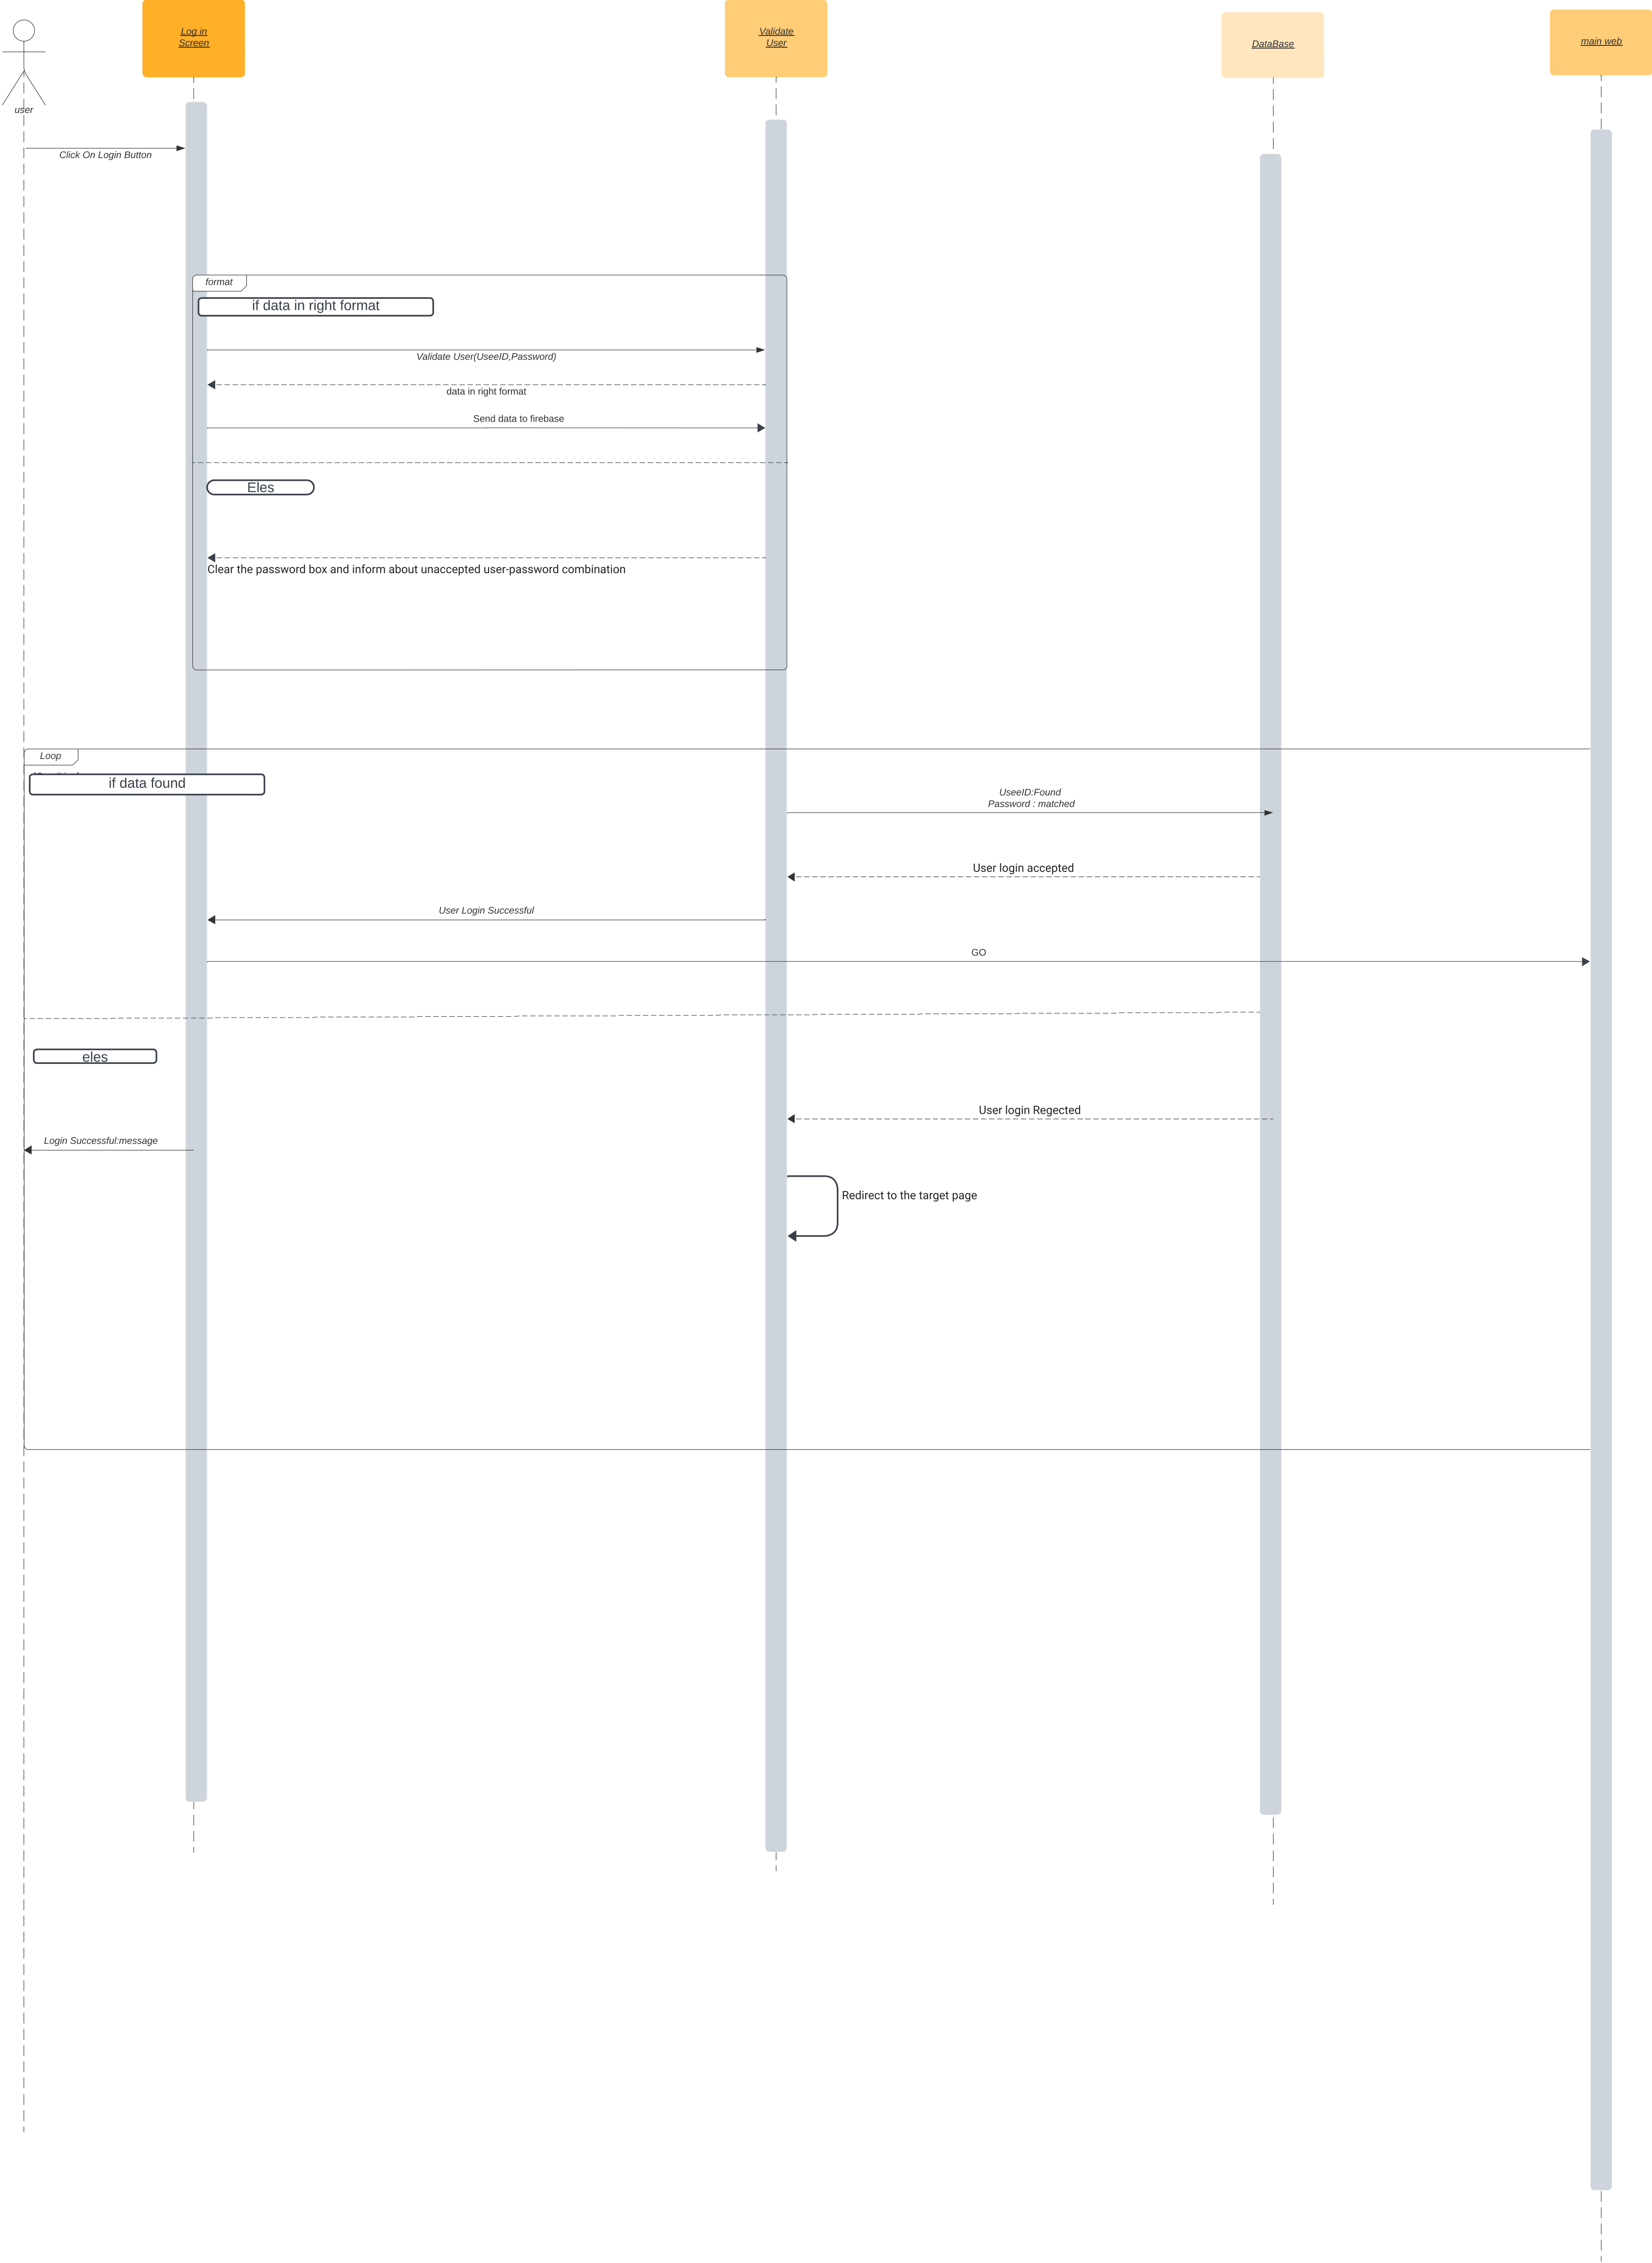 Log in
Screen
Validate
User
DataBase
main web
user
Click On Login Button
format
if data in right format
Validate User(UseeID,Password)
data in right format
Send data to firebase
Eles
Clear the password box and inform about unaccepted user-password combination
Loop
if data found
UseeID:Found
Password : matched
User login accepted
User Login Successful
GO
eles
User login Regected
Login Successful:message
Redirect to the target page